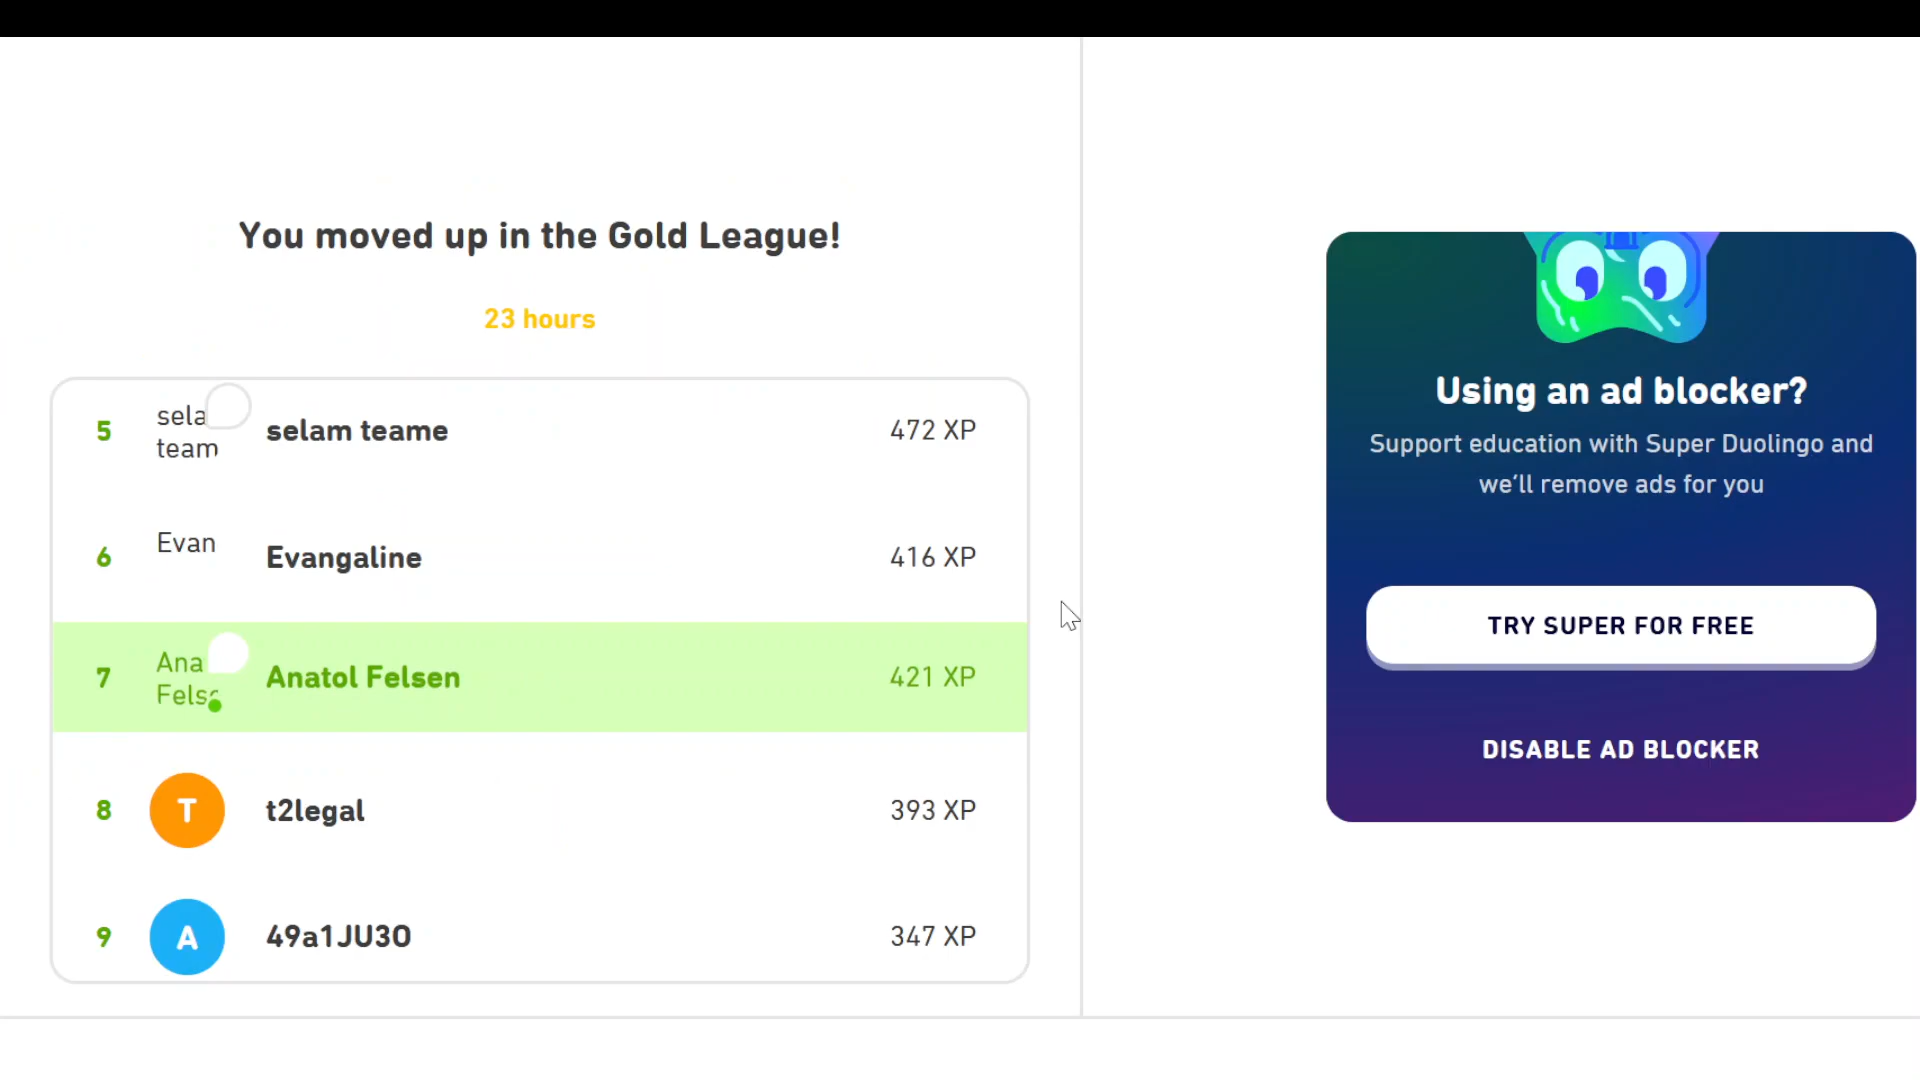 You moved up in the Gold League!
23 hours
5 sela team selam teame 472 XP
6 Evan Evangaline 416 XP
7 Ana Fels Anatol Felsen 421 XP
8 T t2legal 393 XP
9 A 49a1JU3O 347 XP
Using an ad blocker?
Support education with Super Duolingo and
we'll remove ads for you
TRY SUPER FOR FREE
DISABLE AD BLOCKER